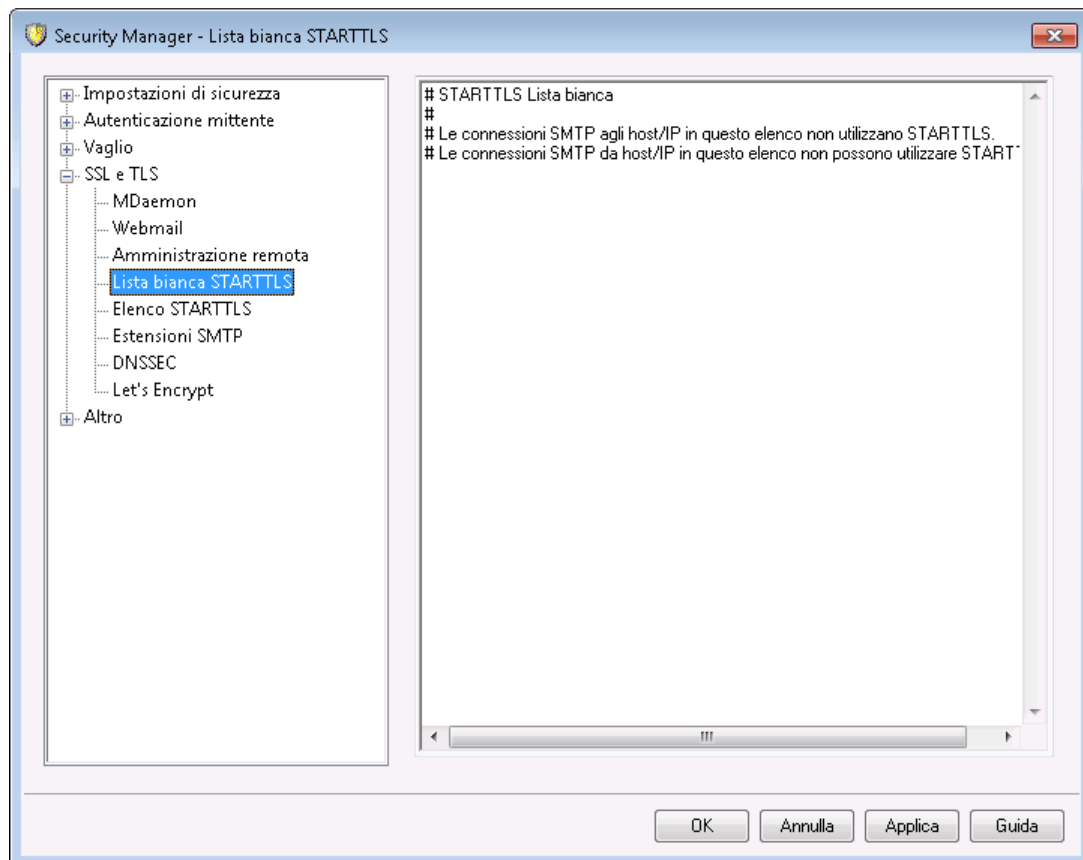 Security Manager - Lista bianca STARTTLS
Impostazioni di sicurezza
Autenticazione mittente
Vaglio
SSL e TLS
MDaemon
Webmail
Amministrazione remota
Lista bianca STARTTLS
Elenco STARTTLS
Estensioni SMTP
DNSSEC
Let's Encrypt
Altro
# STARTTLS Lista bianca
#
# Le connessioni SMTP agli host/IP in questo elenco non utilizzano STARTTLS.
# Le connessioni SMTP da host/IP in questo elenco non possono utilizzare
OK
Annulla
Applica
Guida